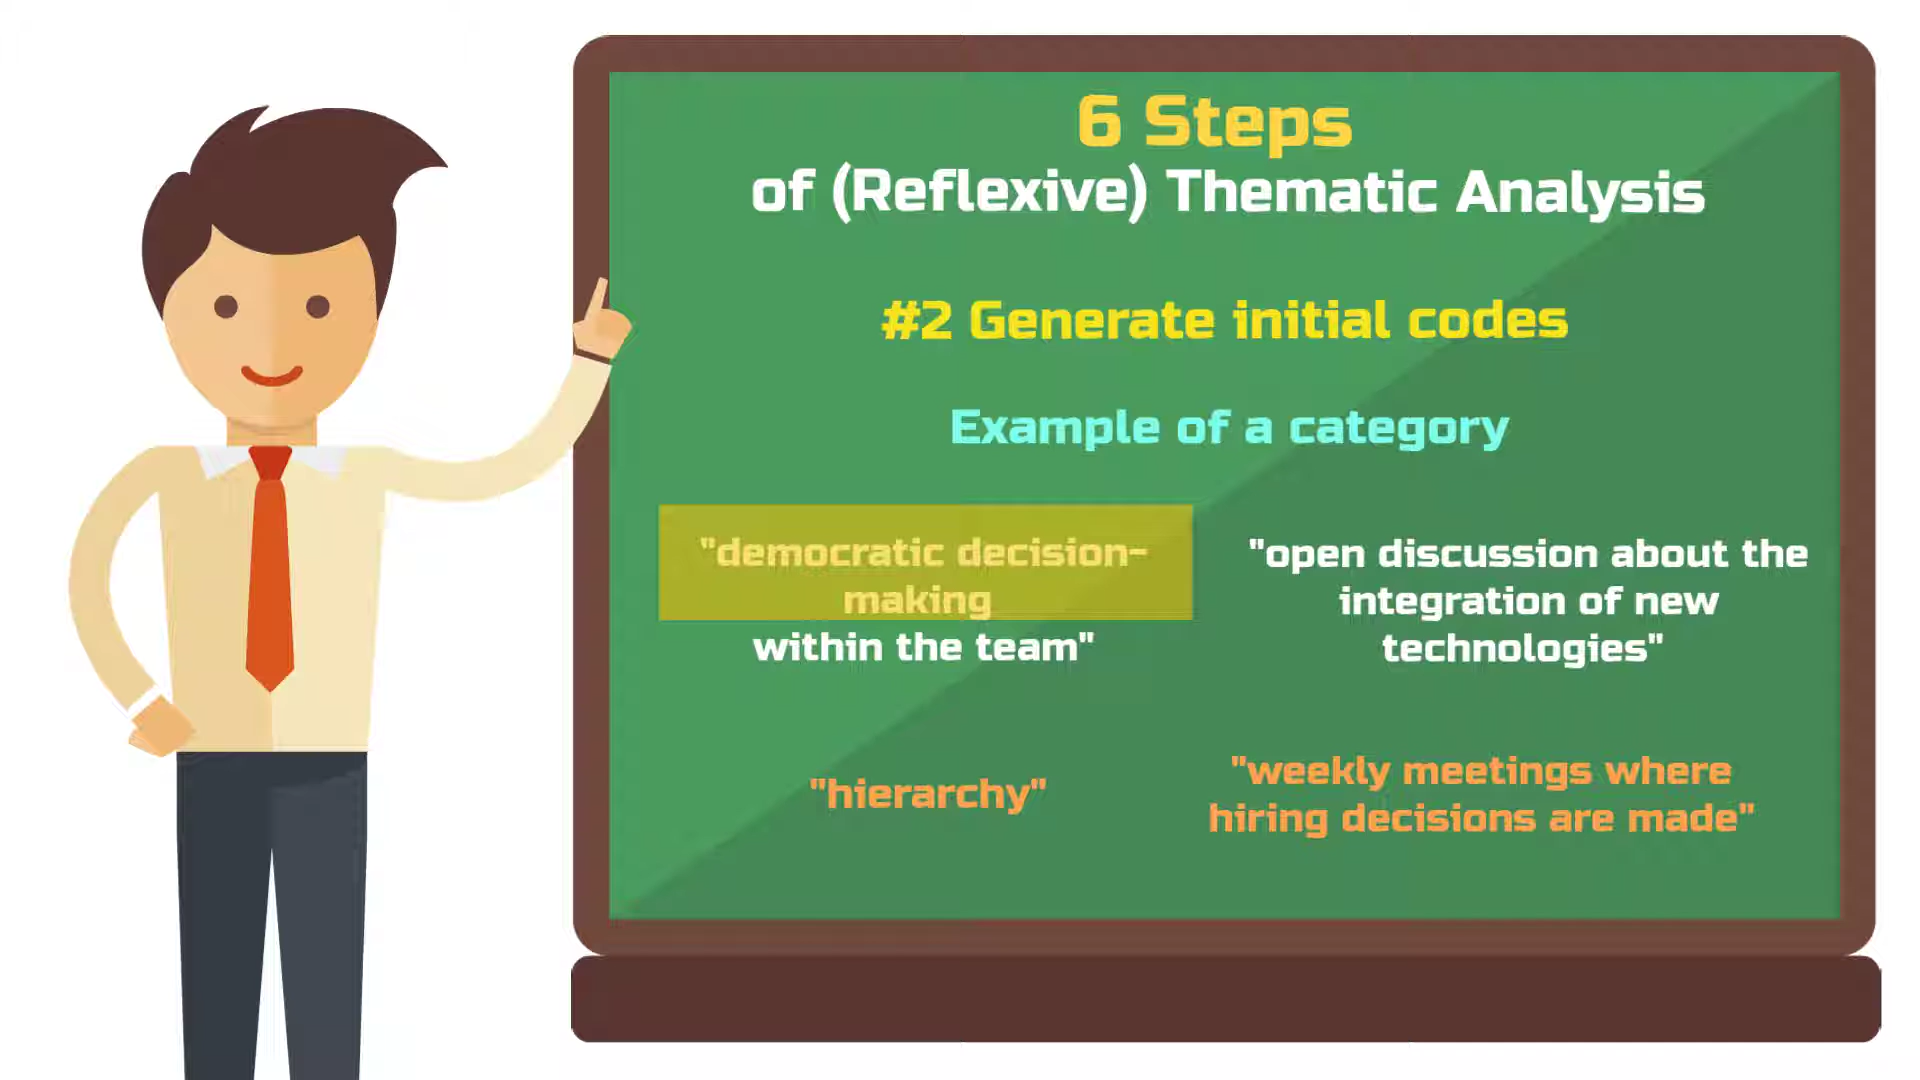 6 Steps
of (Reflexive) Thematic Analysis
#2 Generate initial codes
Example of a category
"democratic decision-
making
within the team"
"open discussion about the
integration of new
technologies"
"hierarchy"
"weekly meetings where
hiring decisions are made"